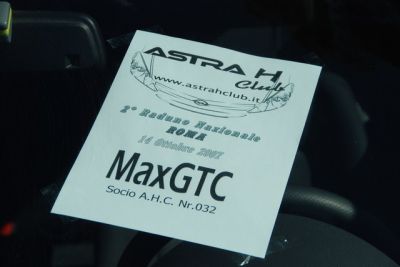 ASTRA H
Club
www.astrahclub.it
2° Raduno Nazionale
ROMA
14 Ottobre 2007
MaxGTC
Socio A.H.C. Nr.032